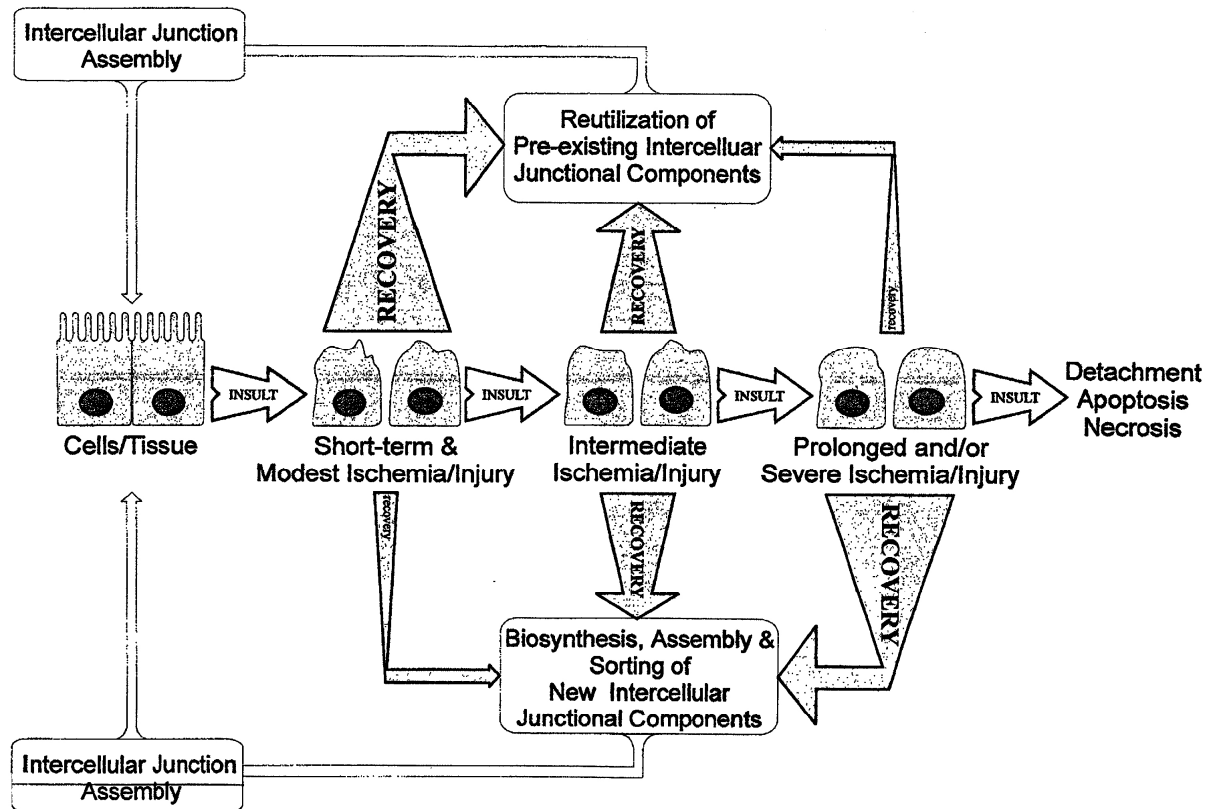 Intercellular Junction
Assembly
Reutilization of
Pre-existing Intercelluar
Junctional Components
RECOVERY
RECOVERY
recovery
INSULT
INSULT
INSULT
INSULT
Detachment
Apoptosis
Necrosis
Cells/Tissue
Short-term &
Modest Ischemia/Injury
Intermediate
Ischemia/Injury
Prolonged and/or
Severe Ischemia/Injury
recovery
RECOVERY
RECOVERY
Biosynthesis, Assembly &
Sorting of
New Intercellular
Junctional Components
Intercellular Junction
Assembly